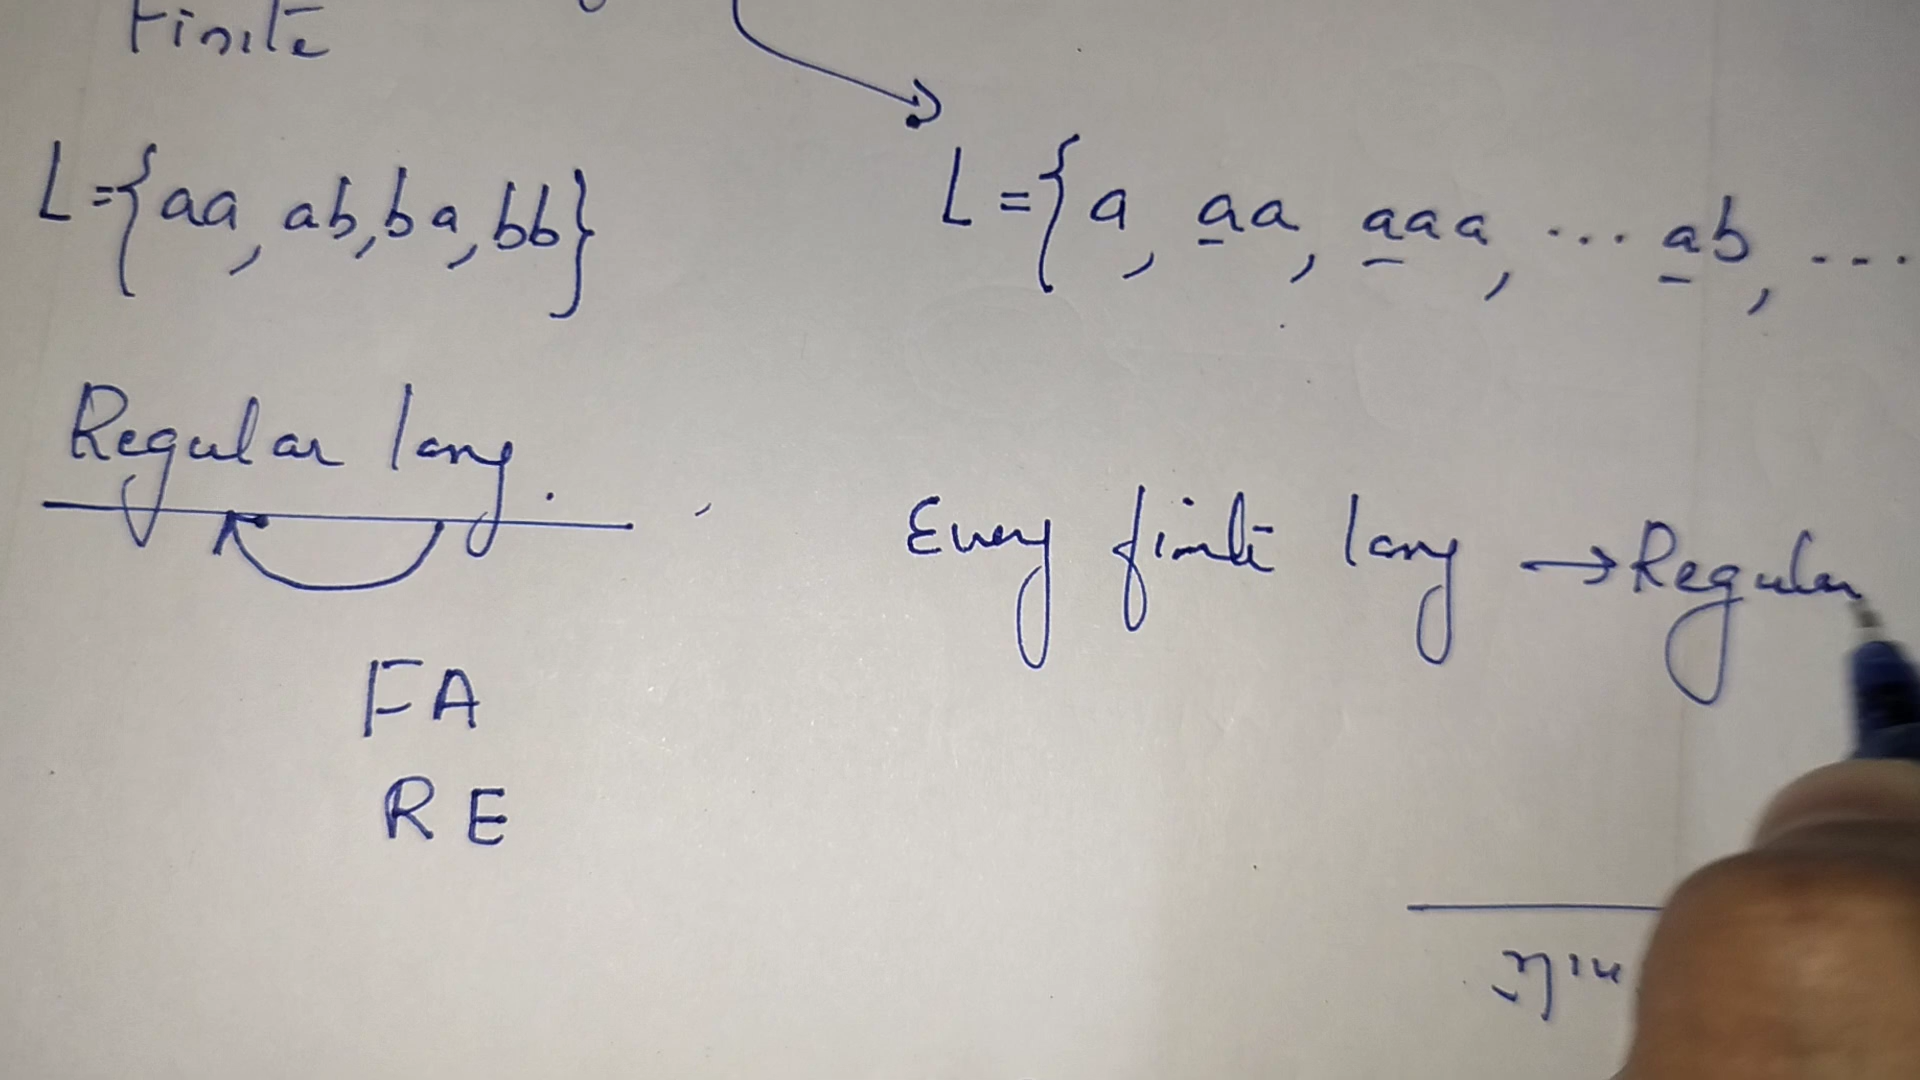 Finite
L={aa, ab, ba, bb}
L={a, aa, aaa, ... ab, ...
Regular lang.
Every finite lang → Regular
FA
RE